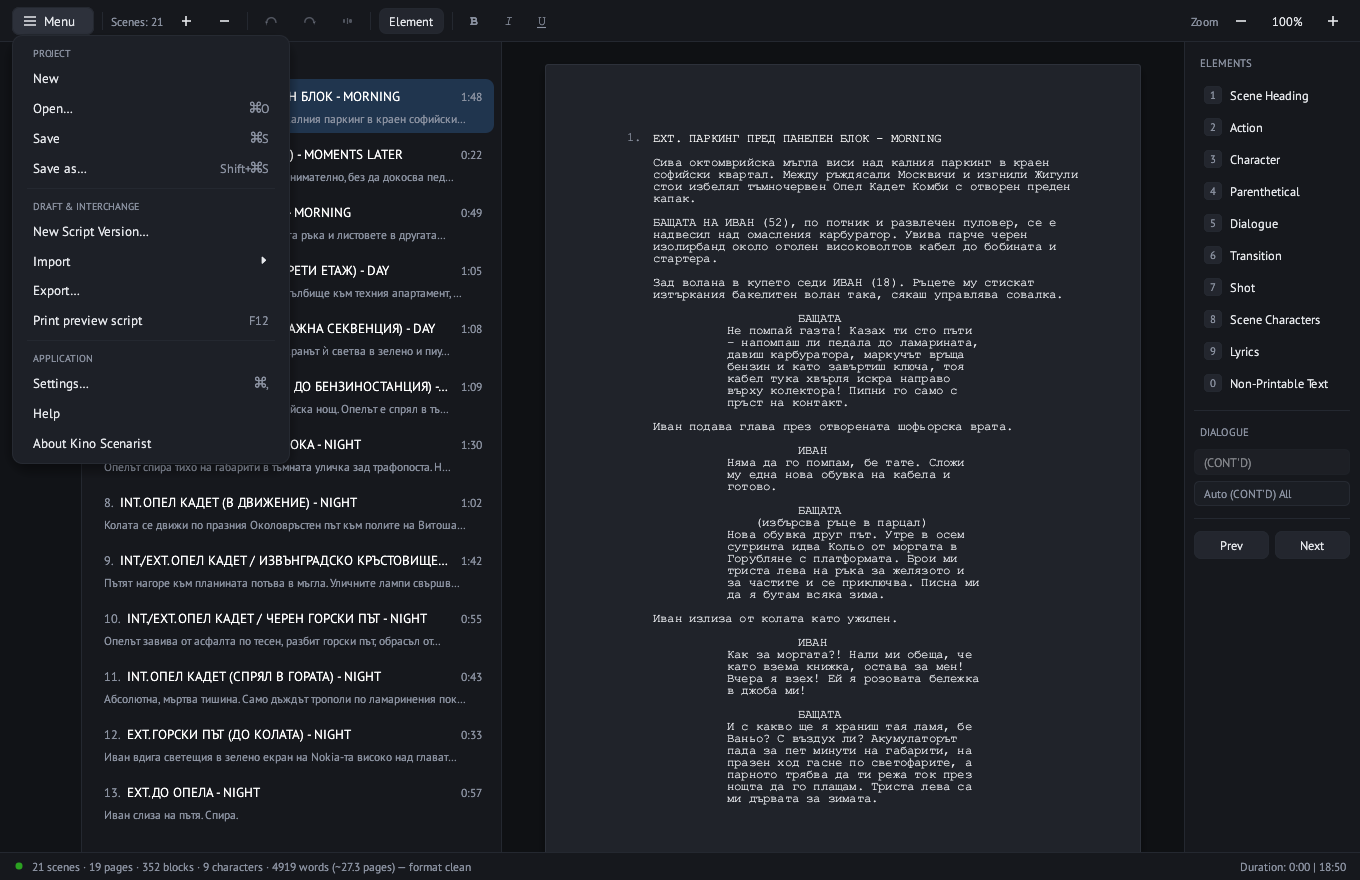 Menu
Scenes: 21
Element
B I U
Zoom
100%
PROJECT
New
Open... ⌘O
Save ⌘S
Save as... Shift+⌘S
DRAFT & INTERCHANGE
New Script Version...
Import
Export...
Print preview script F12
APPLICATION
Settings... ⌘,
Help
About Kino Scenarist
Н БЛОК - MORNING 1:48
алния паркинг в краен софийски...
) - MOMENTS LATER 0:22
нимателно, без да докосва пед...
- MORNING 0:49
та ръка и листовете в другата...
РЕТИ ЕТАЖ) - DAY 1:05
ълбище към техния апартамент, ...
АЖНА СЕКВЕНЦИЯ) - DAY 1:08
ранът ѝ светва в зелено и пиу...
ДО БЕНЗИНОСТАНЦИЯ) -... 1:09
йска нощ. Опелът е спрял в тъ...
ОКА - NIGHT 1:30
Опелът спира тихо на габарити в тъмната уличка зад трафопоста. Н...
8. INT.ОПЕЛ КАДЕТ (В ДВИЖЕНИЕ) - NIGHT 1:02
Колата се движи по празния Околовръстен път към полите на Витоша...
9. INT/EXT.ОПЕЛ КАДЕТ / ИЗВЪНГРАДСКО КРЪСТОВИЩЕ... 1:42
Пътят нагоре към планината потъва в мъгла. Уличните лампи свършв...
10. INT/EXT.ОПЕЛ КАДЕТ / ЧЕРЕН ГОРСКИ ПЪТ - NIGHT 0:55
Опелът завива от асфалта по тесен, разбит горски път, обрасъл от...
11. INT.ОПЕЛ КАДЕТ (СПРЯЛ В ГОРАТА) - NIGHT 0:43
Абсолютна, мъртва тишина. Само дъждът трополи по ламаринения пок...
12. EXT.ГОРСКИ ПЪТ (ДО КОЛАТА) - NIGHT 0:33
Иван вдига светещия в зелено екран на Nokia-та високо над глават...
13. EXT.ДО ОПЕЛА - NIGHT 0:57
Иван слиза на пътя. Спира.
1. EXT. ПАРКИНГ ПРЕД ПАНЕЛЕН БЛОК - MORNING
Сива октомврийска мъгла виси над калния паркинг в краен
софийски квартал. Между ръждясали Москвичи и изгнили Жигули
стои избелял тъмночервен Опел Кадет Комби с отворен преден
капак.
БАЩАТА НА ИВАН (52), по потник и развлечен пуловер, се е
надвесил над омасления карбуратор. Увива парче черен
изолирбанд около оголен високоволтов кабел до бобината и
стартера.
Зад волана в купето седи ИВАН (18). Ръцете му стискат
изтъркания бакелитен волан така, сякаш управлява совалка.
БАЩАТА
Не помпай газта! Казах ти сто пъти
- напомпаш ли педала до ламарината,
давиш карбуратора, маркучът връща
бензин и като завъртиш ключа, тоя
кабел тука хвърля искра направо
върху колектора! Пипни го само с
пръст на контакт.
Иван подава глава през отворената шофьорска врата.
ИВАН
Няма да го помпам, бе тате. Сложи
му една нова обувка на кабела и
готово.
БАЩАТА
(избърсва ръце в парцал)
Нова обувка друг път. Утре в осем
сутринта идва Кольо от моргата в
Горубляне с платформата. Брои ми
триста лева на ръка за желязото и
за частите и се приключва. Писна ми
да я бутам всяка зима.
Иван излиза от колата като ужилен.
ИВАН
Как за моргата?! Нали ми обеща, че
като взема книжка, остава за мен!
Вчера я взех! Ей я розовата бележка
в джоба ми!
БАЩАТА
И с какво ще я храниш тая ламя, бе
Ваньо? С въздух ли? Акумулаторът
пада за пет минути на габарити, на
празен ход гасне по светофарите, а
парното трябва да ти режа ток през
нощта да го плащам. Триста лева са
ми дървата за зимата.
ELEMENTS
1 Scene Heading
2 Action
3 Character
4 Parenthetical
5 Dialogue
6 Transition
7 Shot
8 Scene Characters
9 Lyrics
0 Non-Printable Text
DIALOGUE
(CONT'D)
Auto (CONT'D) All
Prev Next
21 scenes · 19 pages · 352 blocks · 9 characters · 4919 words (~27.3 pages) — format clean
Duration: 0:00 | 18:50